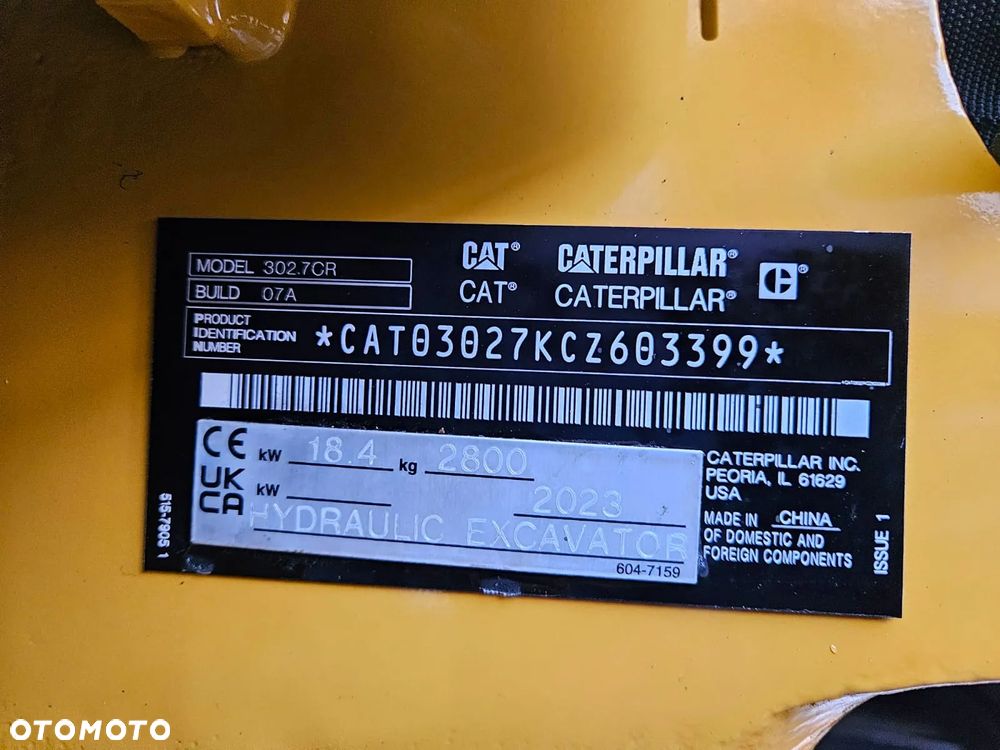 MODEL 302.7CR
BUILD 07A
CAT® CATERPILLAR® C®
CAT® CATERPILLAR®
PRODUCT
IDENTIFICATION
NUMBER
*CAT03027KCZ603399*
CE kW 18.4 kg 2800
UK
CA
kW 2023
HYDRAULIC EXCAVATOR
604-7159
CATERPILLAR INC.
PEORIA, IL 61629
USA
MADE IN CHINA
OF DOMESTIC AND
FOREIGN COMPONENTS
ISSUE 1
515-7905 1
OTOMOTO